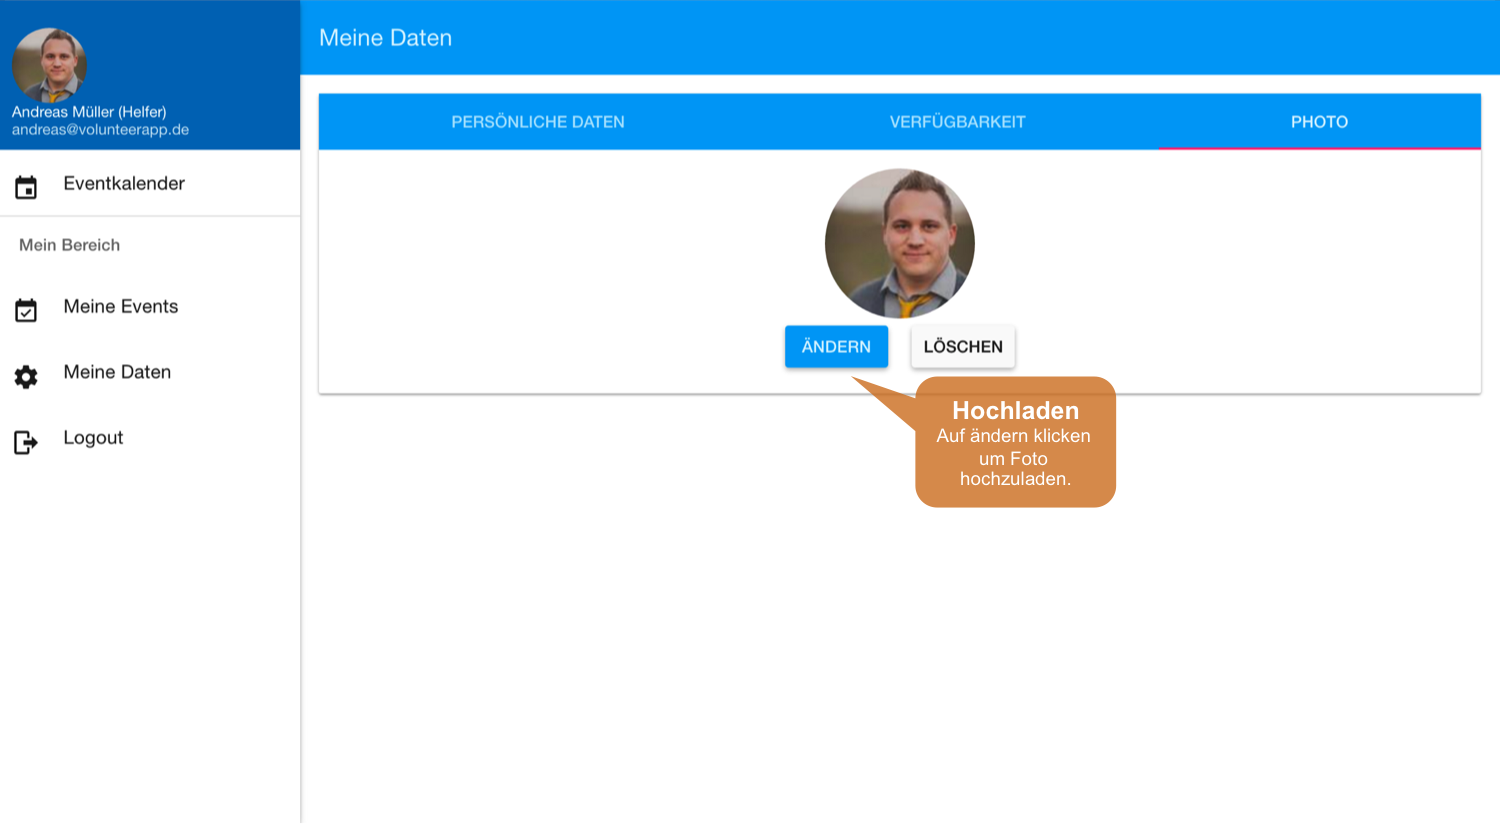 Andreas Müller (Helfer)
andreas@volunteerapp.de
Eventkalender
Mein Bereich
Meine Events
Meine Daten
Logout
Meine Daten
PERSÖNLICHE DATEN
VERFÜGBARKEIT
PHOTO
ÄNDERN
LÖSCHEN
Hochladen
Auf ändern klicken
um Foto
hochzuladen.